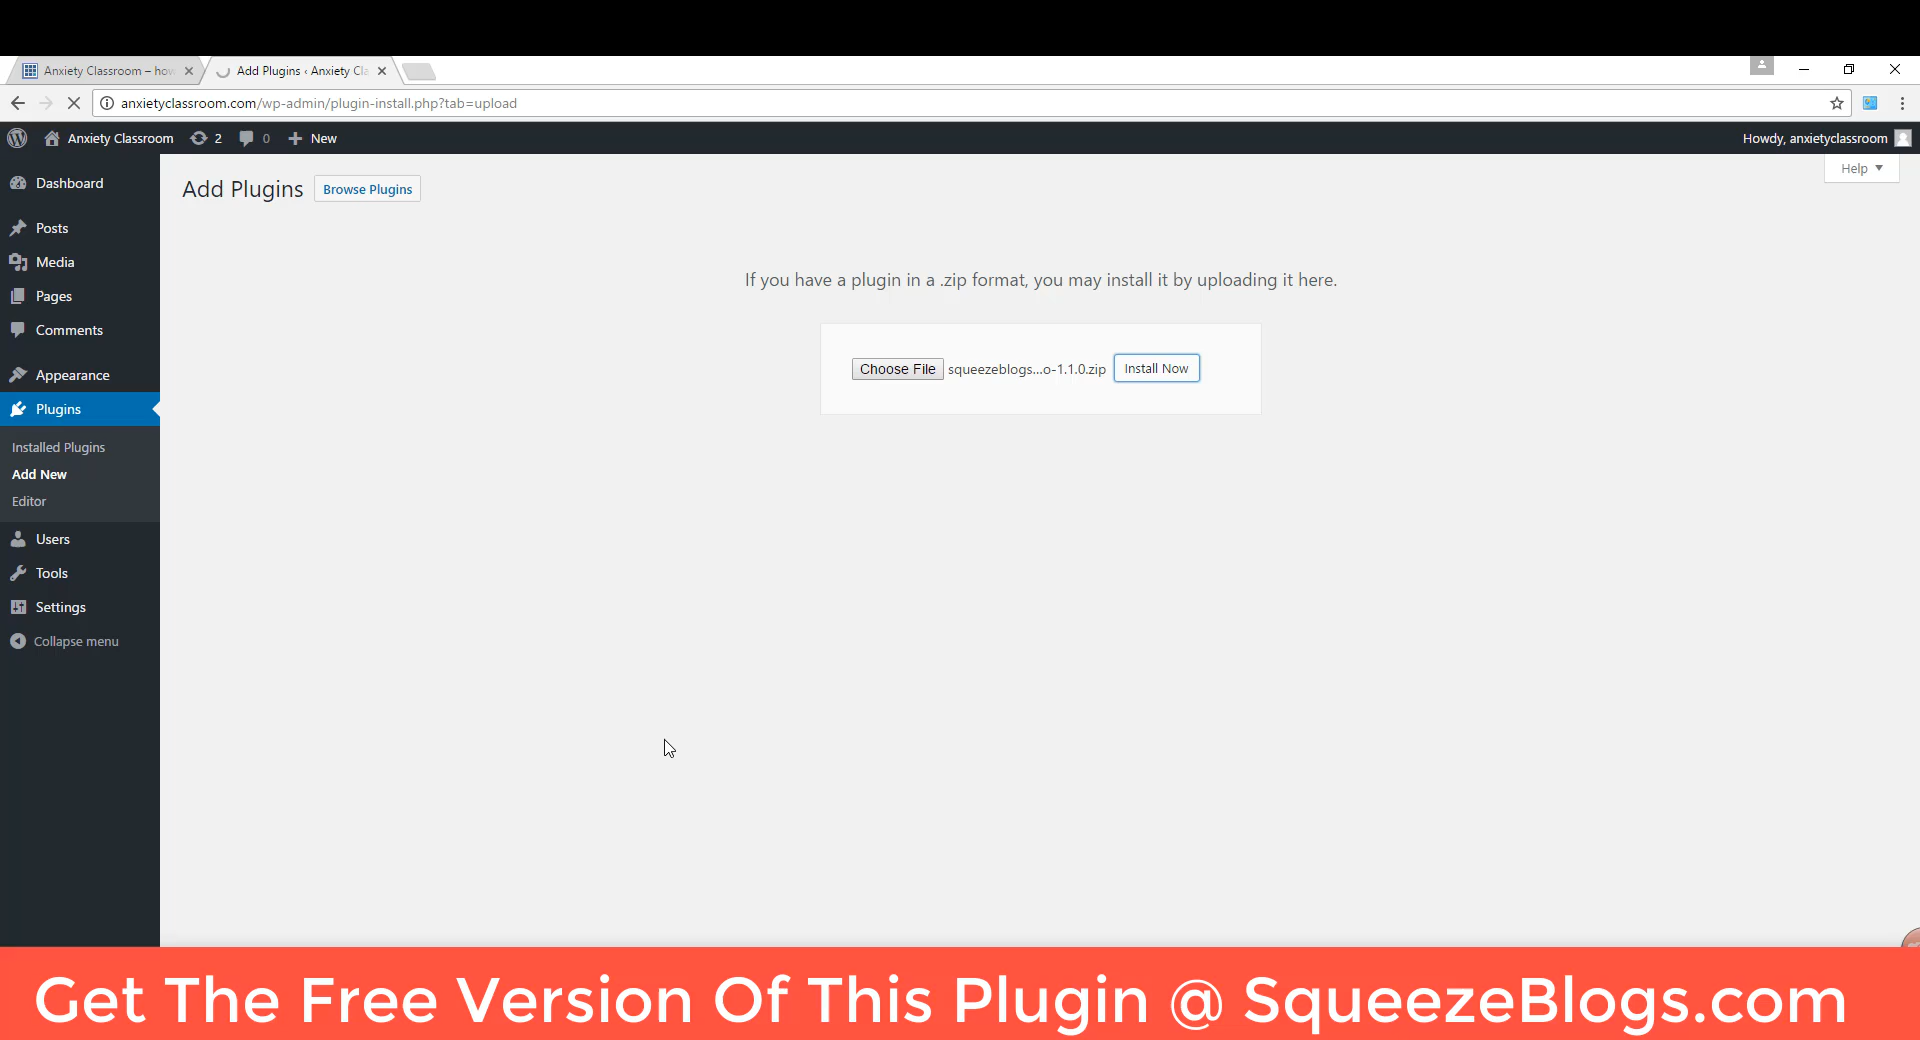 Anxiety Classroom – how
Add Plugins ‹ Anxiety Cla
anxietyclassroom.com/wp-admin/plugin-install.php?tab=upload
Anxiety Classroom 2 0 + New
Howdy, anxietyclassroom
Help
Add Plugins
Browse Plugins
Dashboard
Posts
Media
Pages
Comments
Appearance
Plugins
Installed Plugins
Add New
Editor
Users
Tools
Settings
Collapse menu
If you have a plugin in a .zip format, you may install it by uploading it here.
Choose File squeezeblogs...o-1.1.0.zip Install Now
Get The Free Version Of This Plugin @ SqueezeBlogs.com